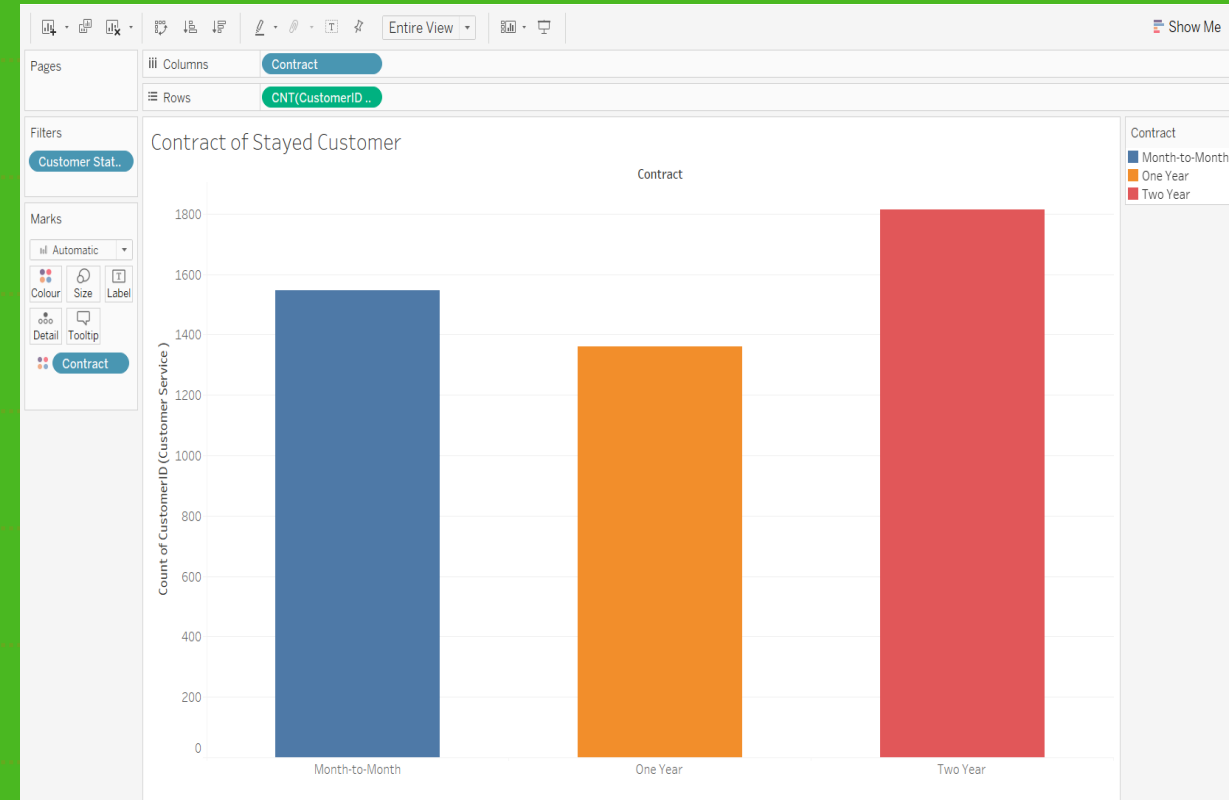 Entire View
Show Me
Pages
iii Columns
Contract
Rows
CNT(CustomerID ..
Filters
Customer Stat..
Marks
Automatic
Colour
Size
Label
Detail
Tooltip
Contract
Contract of Stayed Customer
Contract
Count of CustomerID (Customer Service )
1800
1600
1400
1200
1000
800
600
400
200
0
Month-to-Month
One Year
Two Year
Contract
Month-to-Month
One Year
Two Year